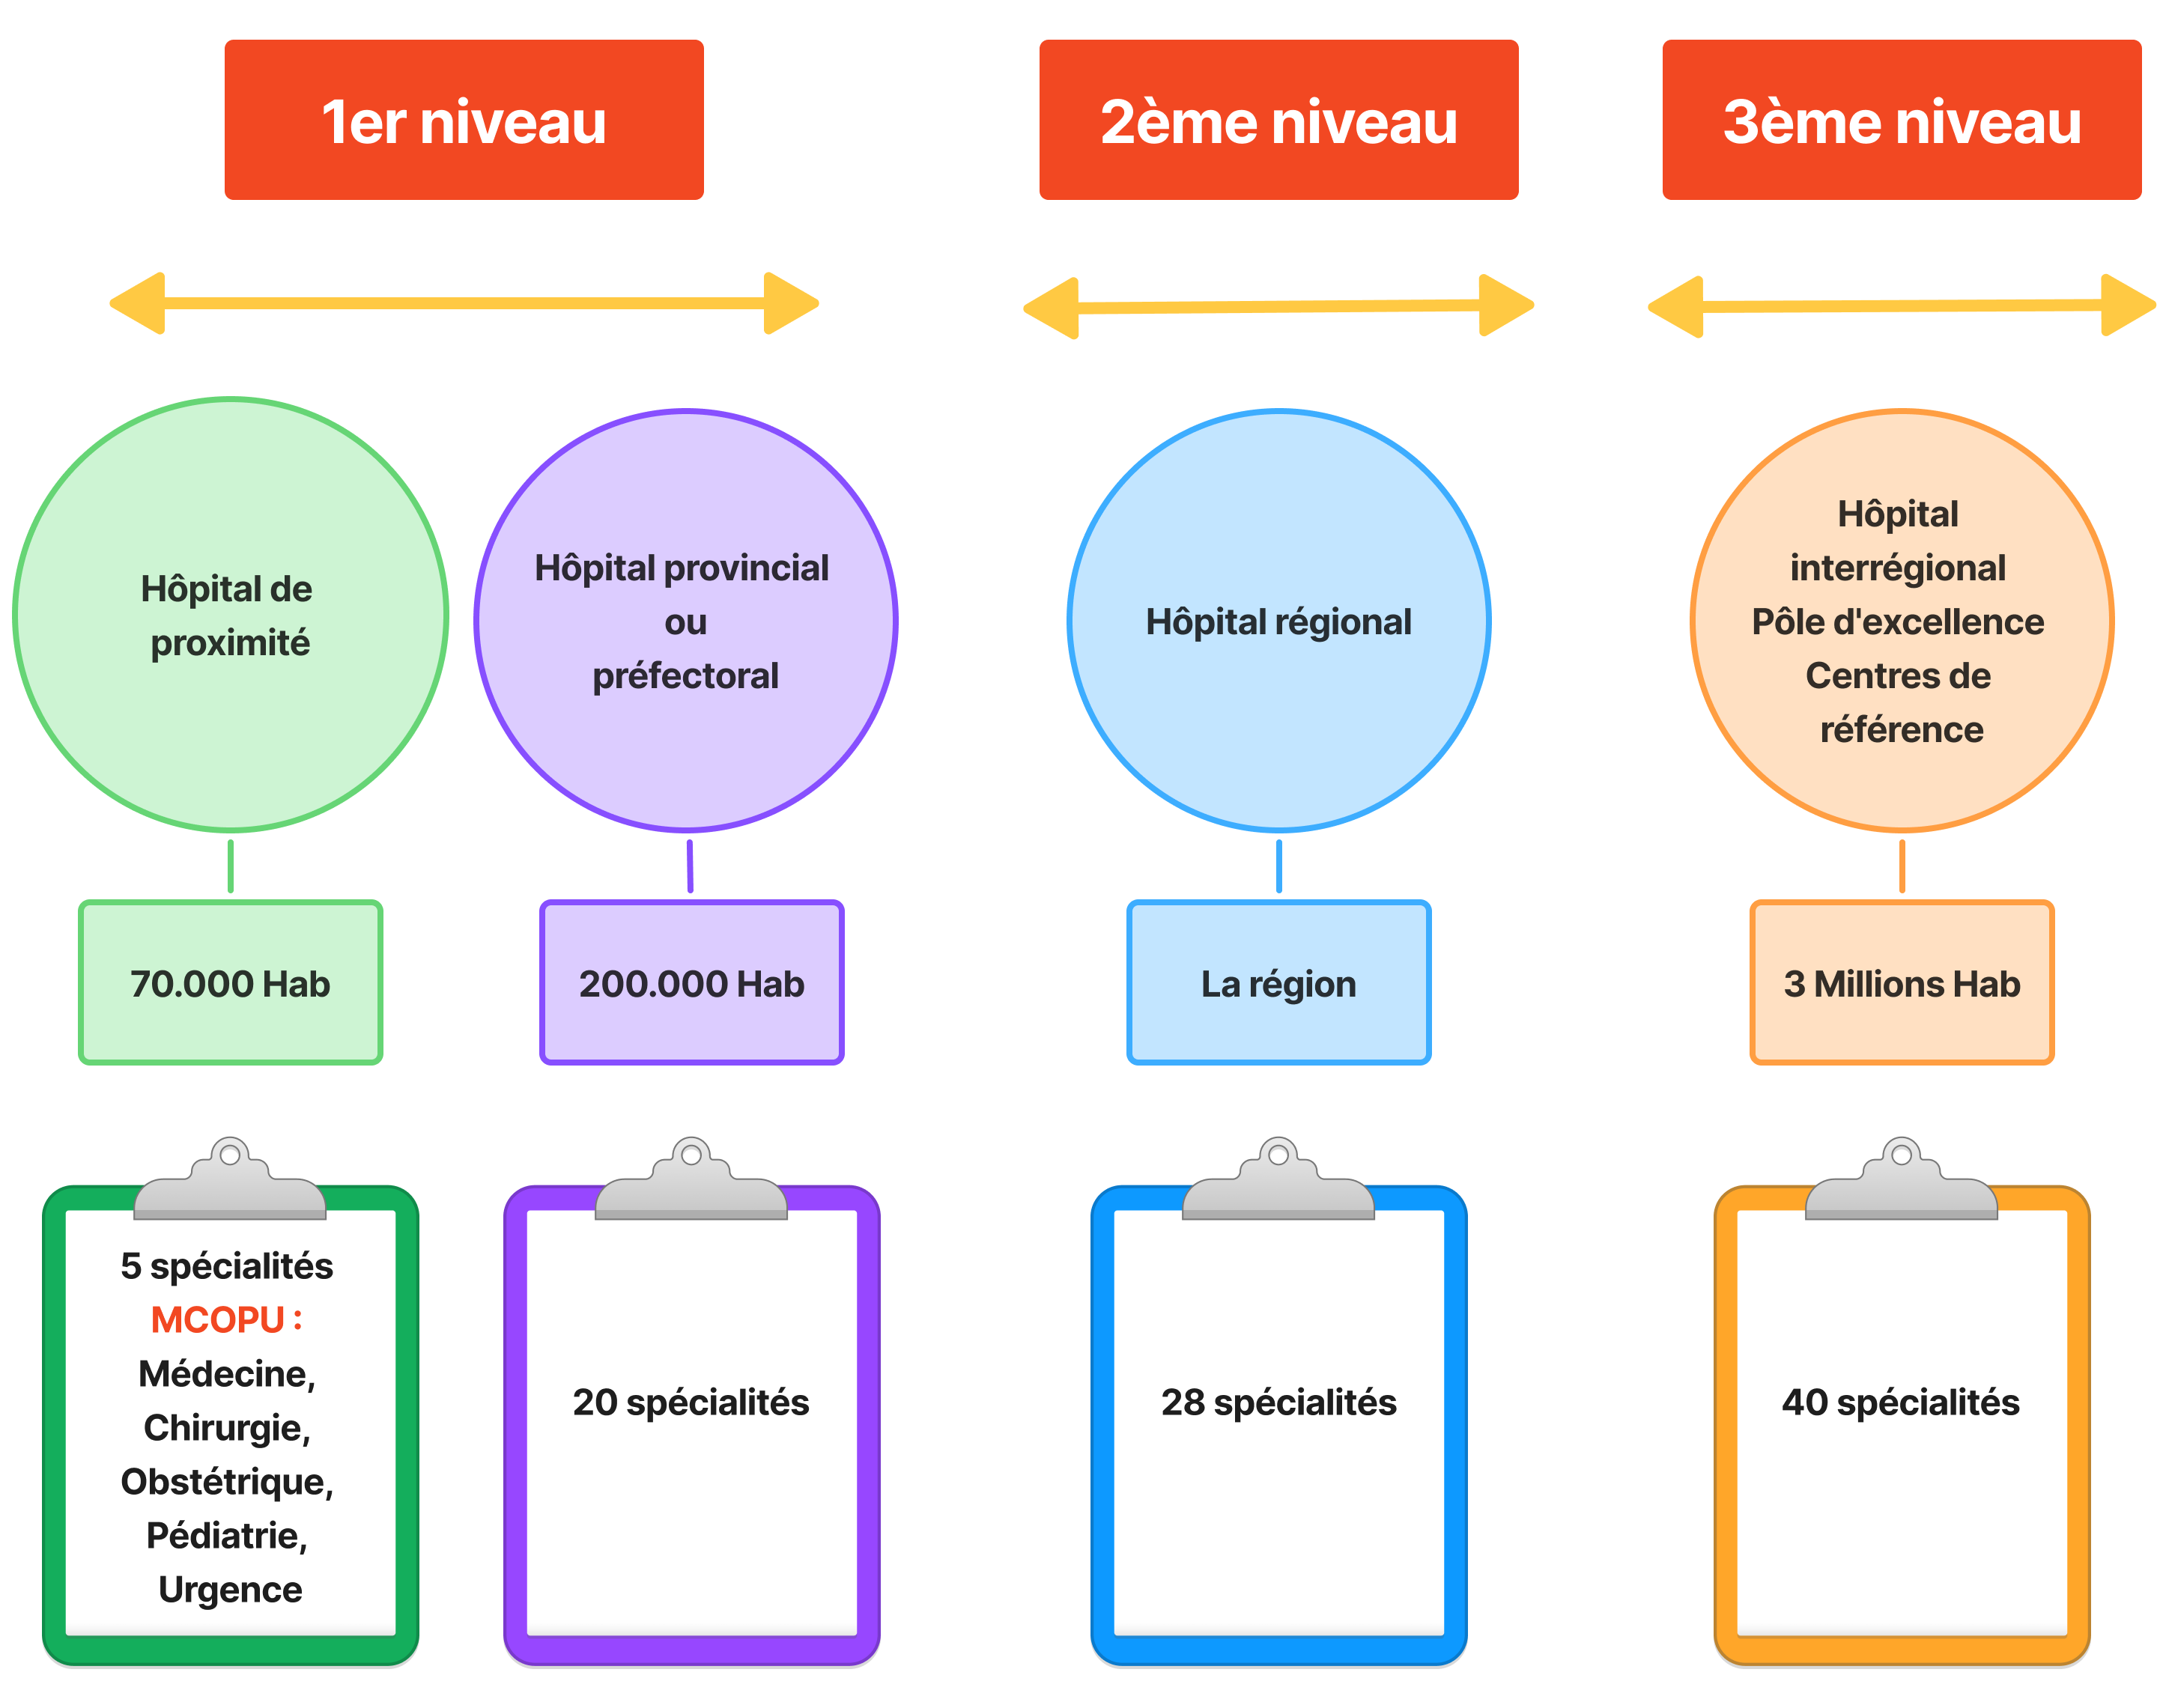 1er niveau
2ème niveau
3ème niveau
Hôpital de
proximité
Hôpital provincial
ou
préfectoral
Hôpital régional
Hôpital
interrégional
Pôle d'excellence
Centres de
référence
70.000 Hab
200.000 Hab
La région
3 Millions Hab
5 spécialités
MCOPU :
Médecine,
Chirurgie,
Obstétrique,
Pédiatrie,
Urgence
20 spécialités
28 spécialités
40 spécialités